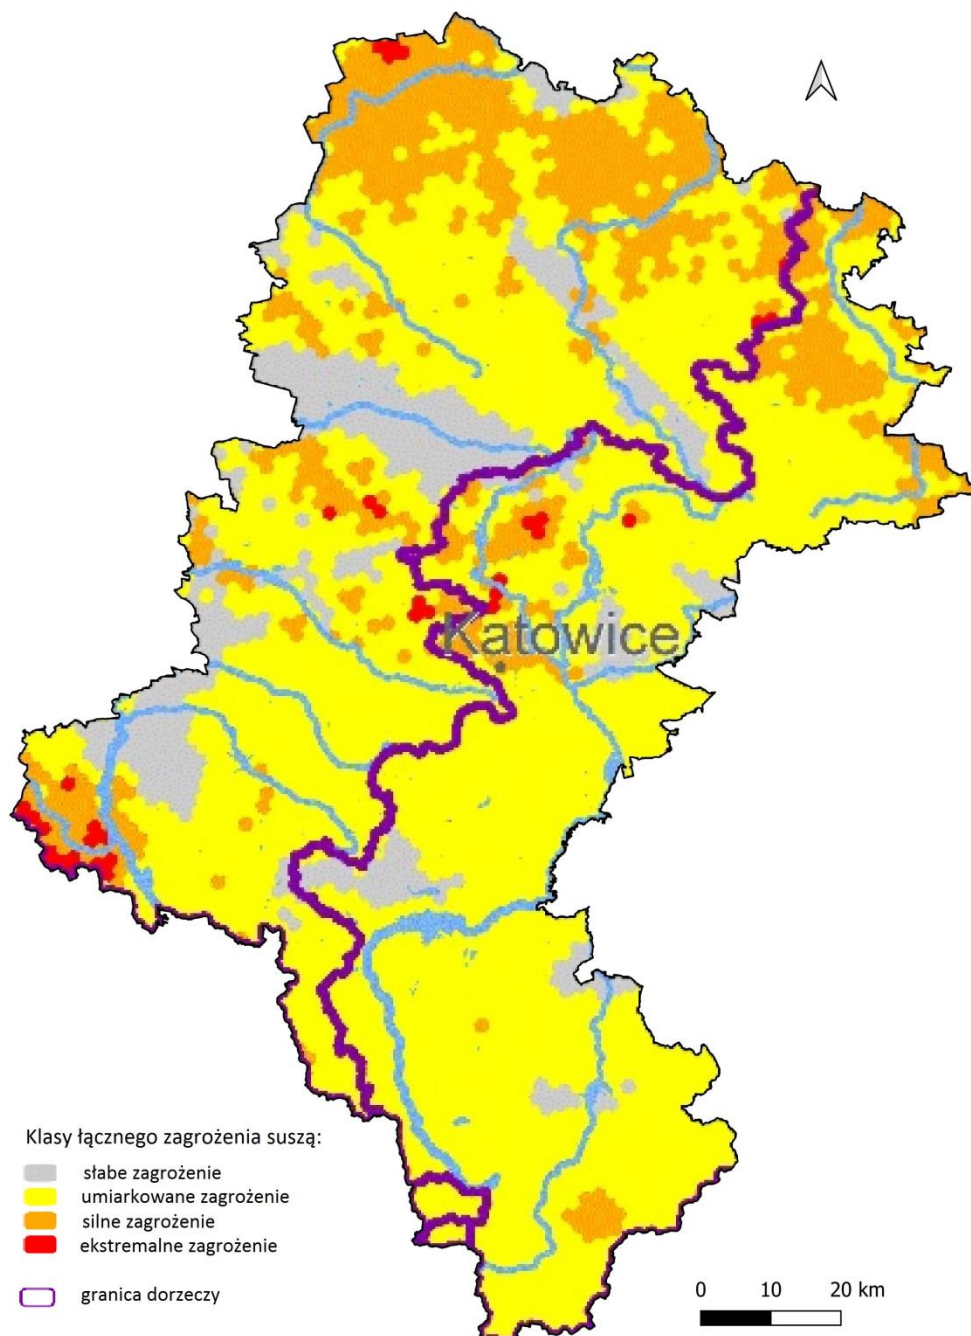 Katowice
Klasy łącznego zagrożenia suszą:
słabe zagrożenie
umiarkowane zagrożenie
silne zagrożenie
ekstremalne zagrożenie
granica dorzeczy
0 10 20 km